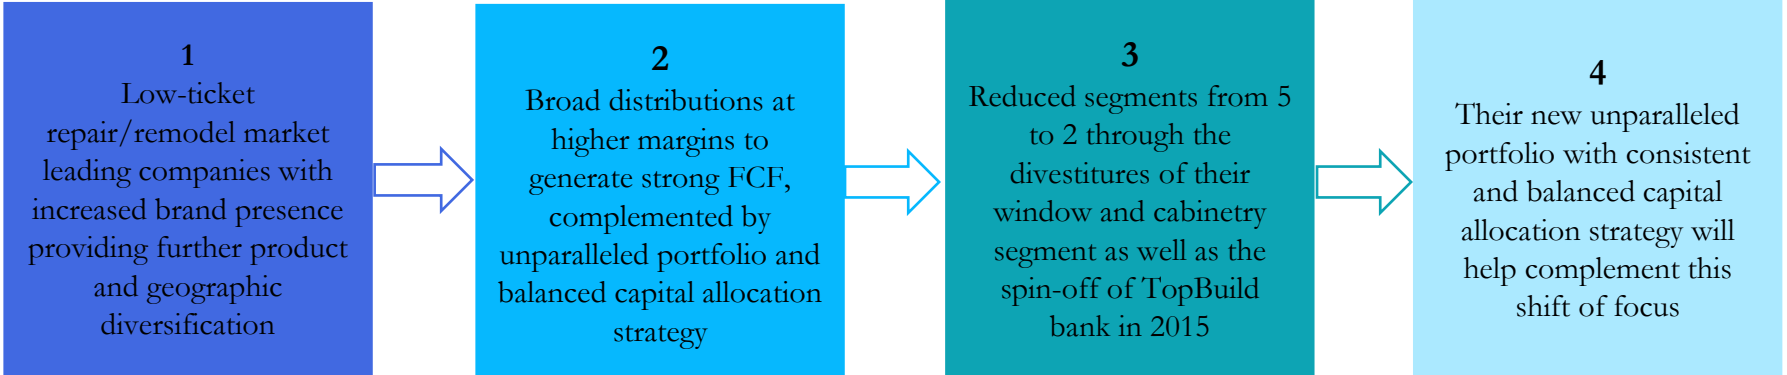 1
Low-ticket
repair/remodel market
leading companies with
increased brand presence
providing further product
and geographic
diversification
2
Broad distributions at
higher margins to
generate strong FCF,
complemented by
unparalleled portfolio and
balanced capital allocation
strategy
3
Reduced segments from 5
to 2 through the
divestitures of their
window and cabinetry
segment as well as the
spin-off of TopBuild
bank in 2015
4
Their new unparalleled
portfolio with consistent
and balanced capital
allocation strategy will
help complement this
shift of focus